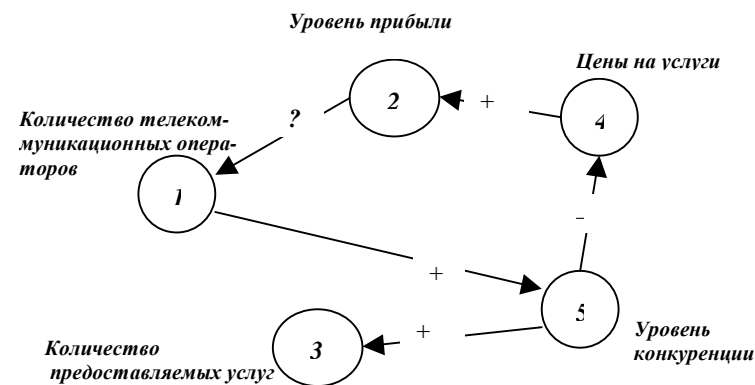 Уровень прибыли
Цены на услуги
2
+
4
?
Количество телеком-
муникационных опера-
торов
1
-
+
5
+
3
Уровень
конкуренции
Количество
предоставляемых услуг